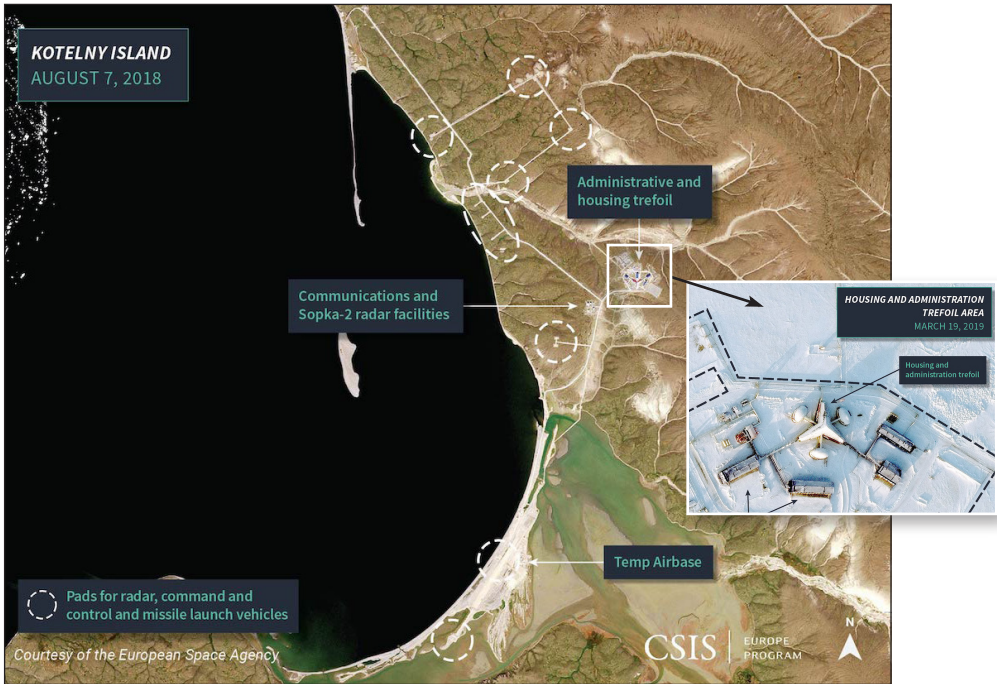 KOTELNY ISLAND
AUGUST 7, 2018
Administrative and
housing trefoil
Communications and
Sopka-2 radar facilities
HOUSING AND ADMINISTRATION
TREFOIL AREA
MARCH 19, 2019
Housing and
administration trefoil
Temp Airbase
Pads for radar, command and
control and missile launch vehicles
Courtesy of the European Space Agency
CSIS
EUROPE
PROGRAM
N